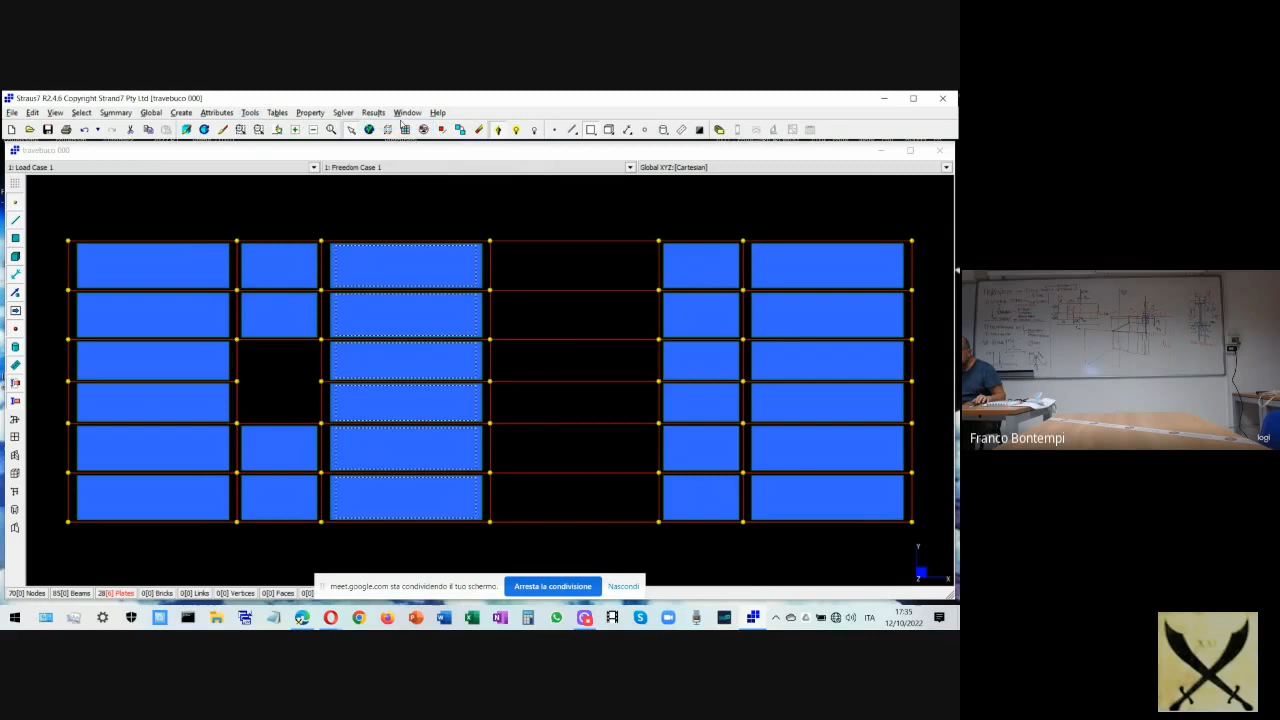 Straus7 R2.4.6 Copyright Strand7 Pty Ltd [travebuco 000]
File Edit View Select Summary Global Create Attributes Tools Tables Property Solver Results Window Help
travebuco 000
1: Load Case 1 1: Freedom Case 1 Global XYZ:[Cartesian]
Franco Bontempi
logi
Y
Z X
meet.google.com sta condividendo il tuo schermo. Arresta la condivisione Nascondi
70[0] Nodes 85[0] Beams 28[6] Plates 0[0] Bricks 0[0] Links 0[0] Vertices 0[0] Faces 0[0]
17:35
ITA
12/10/2022
XXI